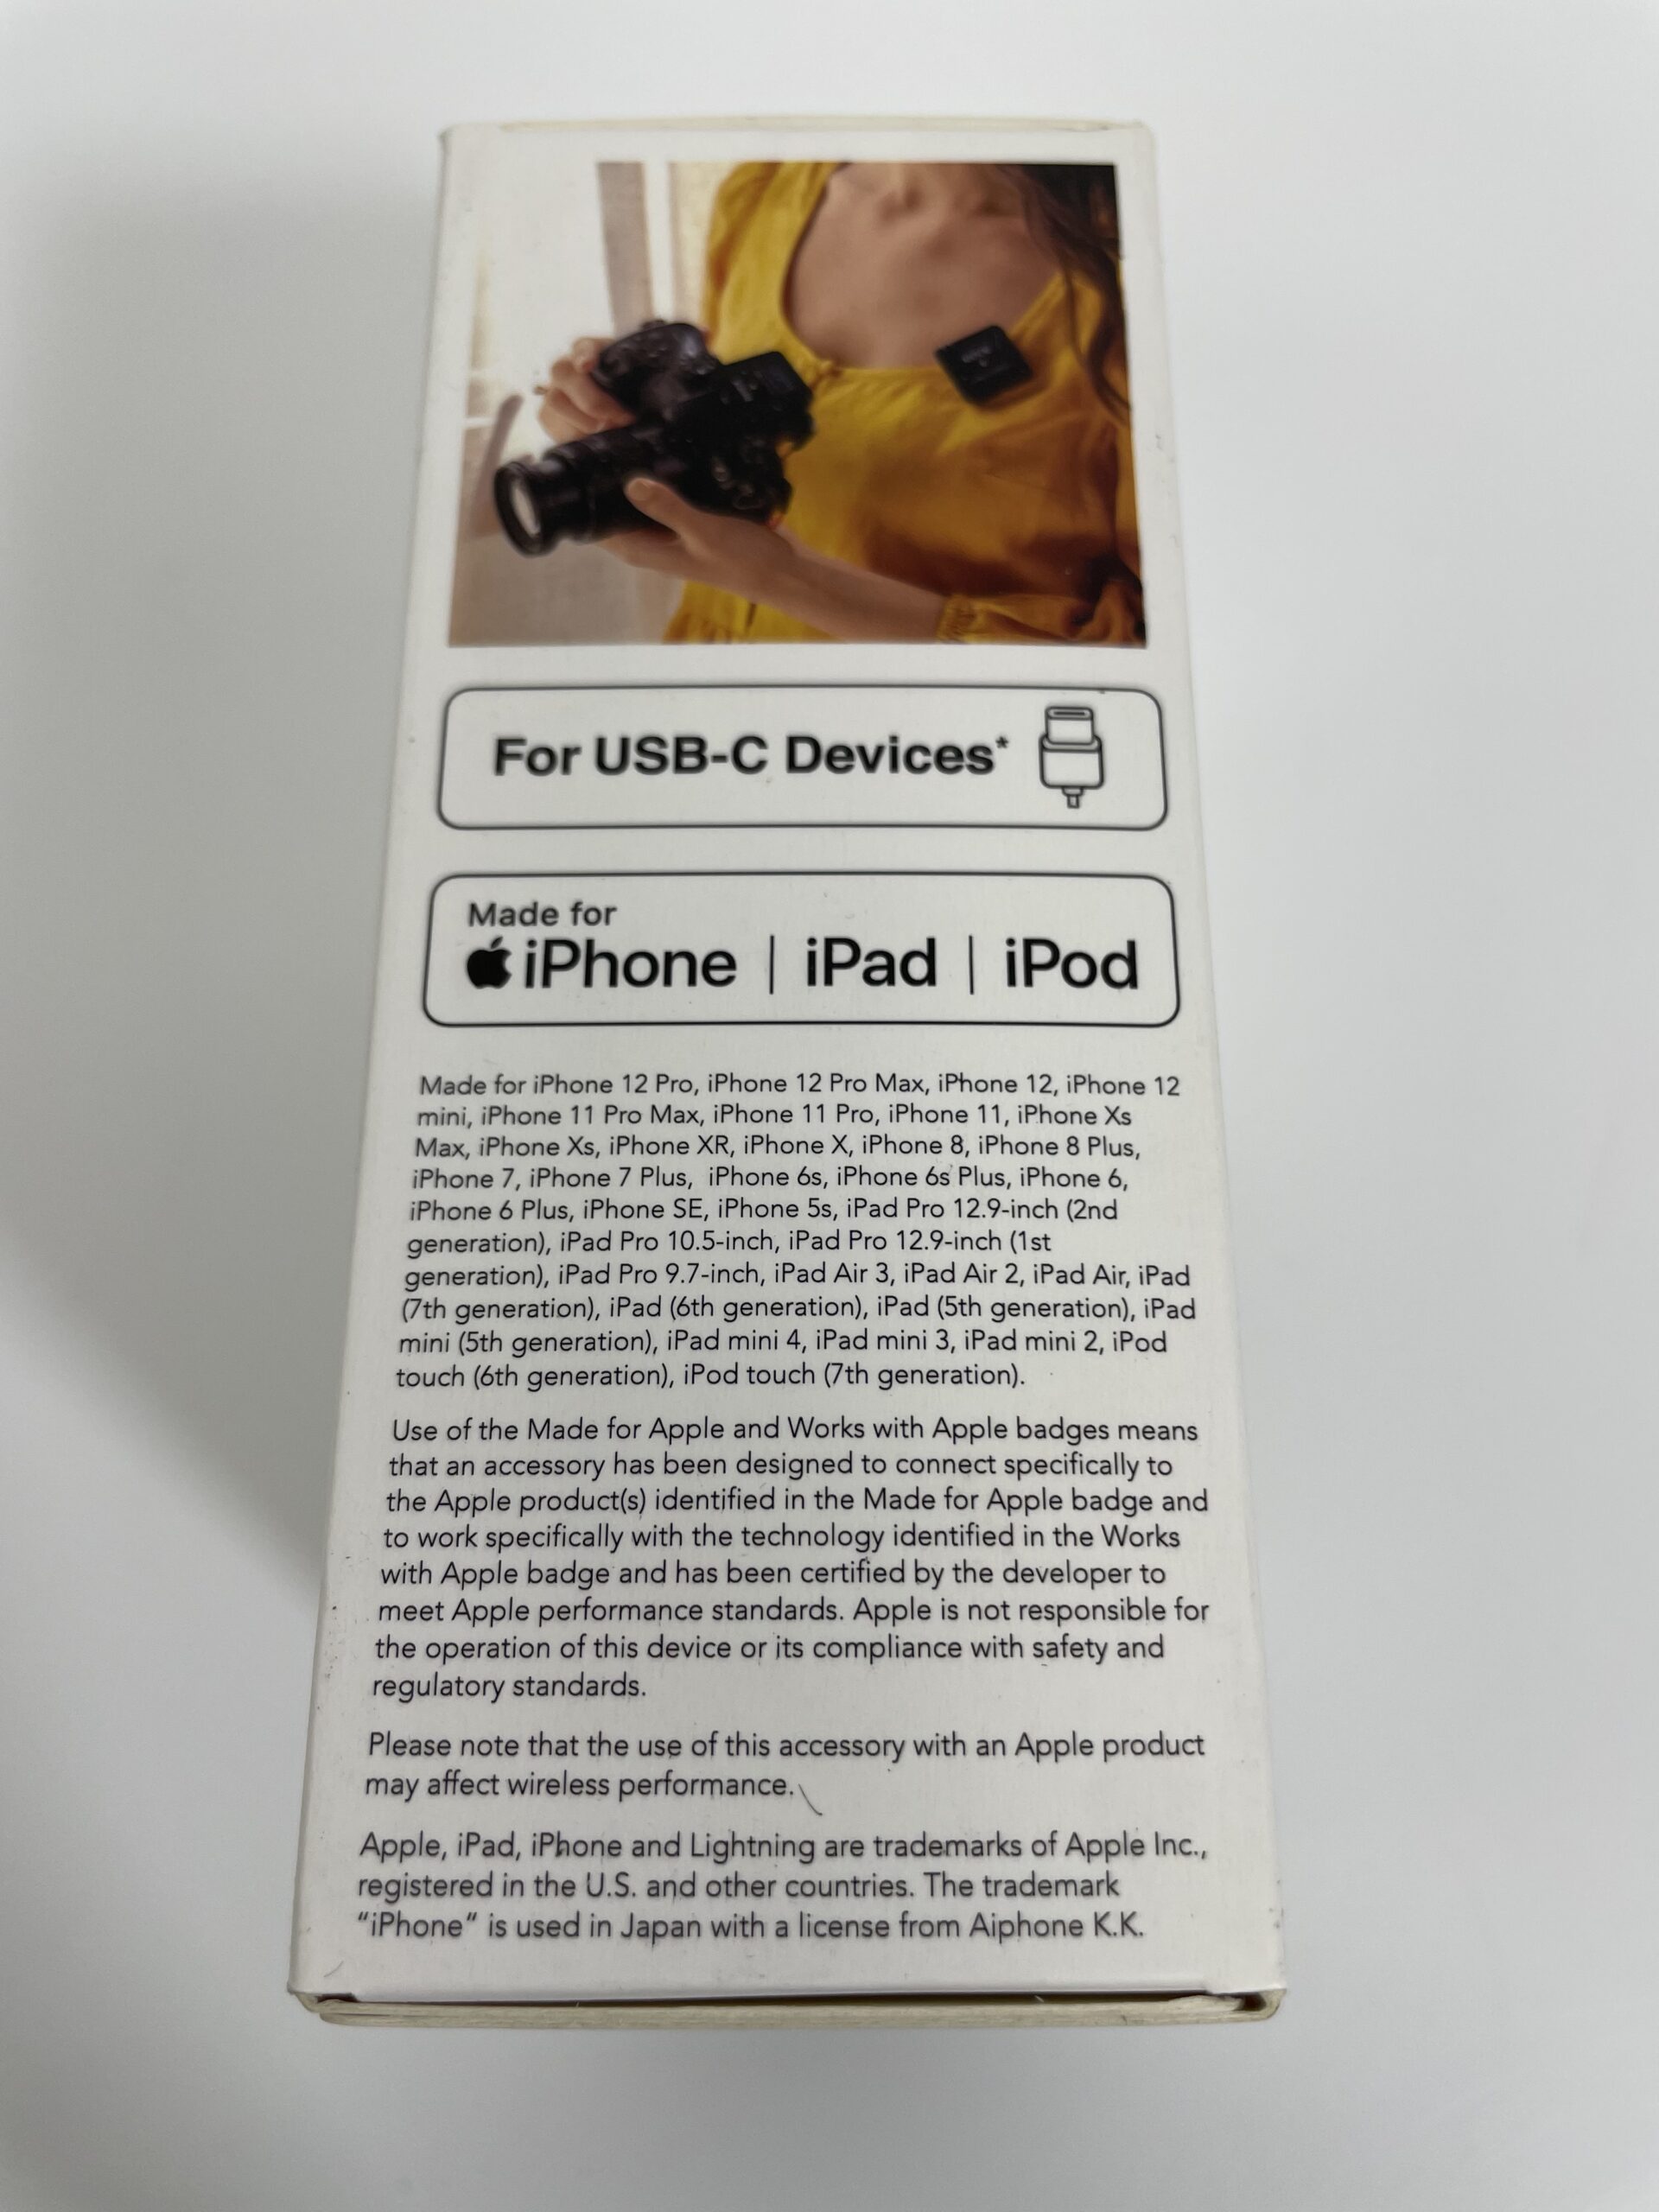 For USB-C Devices*
Made for
iPhone | iPad | iPod
Made for iPhone 12 Pro, iPhone 12 Pro Max, iPhone 12, iPhone 12
mini, iPhone 11 Pro Max, iPhone 11 Pro, iPhone 11, iPhone Xs
Max, iPhone Xs, iPhone XR, iPhone X, iPhone 8, iPhone 8 Plus,
iPhone 7, iPhone 7 Plus, iPhone 6s, iPhone 6s Plus, iPhone 6,
iPhone 6 Plus, iPhone SE, iPhone 5s, iPad Pro 12.9-inch (2nd
generation), iPad Pro 10.5-inch, iPad Pro 12.9-inch (1st
generation), iPad Pro 9.7-inch, iPad Air 3, iPad Air 2, iPad Air, iPad
(7th generation), iPad (6th generation), iPad (5th generation), iPad
mini (5th generation), iPad mini 4, iPad mini 3, iPad mini 2, iPod
touch (6th generation), iPod touch (7th generation).
Use of the Made for Apple and Works with Apple badges means
that an accessory has been designed to connect specifically to
the Apple product(s) identified in the Made for Apple badge and
to work specifically with the technology identified in the Works
with Apple badge and has been certified by the developer to
meet Apple performance standards. Apple is not responsible for
the operation of this device or its compliance with safety and
regulatory standards.
Please note that the use of this accessory with an Apple product
may affect wireless performance.
Apple, iPad, iPhone and Lightning are trademarks of Apple Inc.,
registered in the U.S. and other countries. The trademark
“iPhone“ is used in Japan with a license from Aiphone K.K.